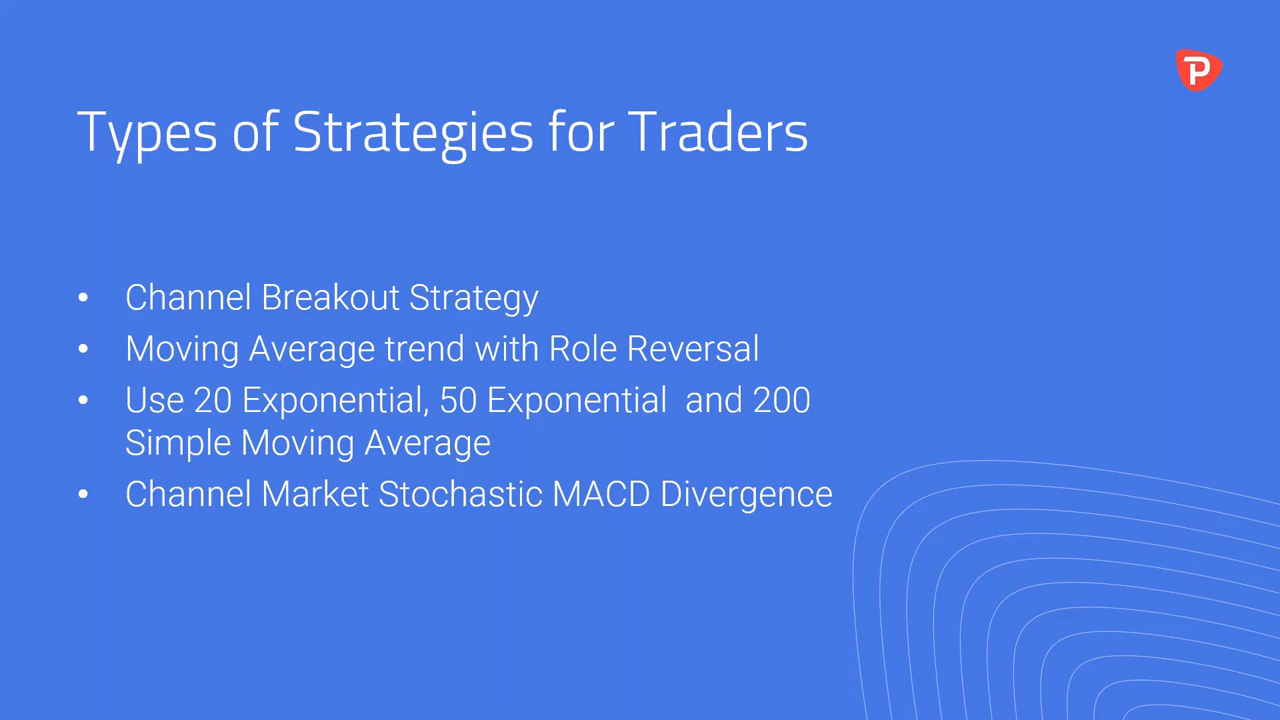 P
Types of Strategies for Traders
• Channel Breakout Strategy
• Moving Average trend with Role Reversal
• Use 20 Exponential, 50 Exponential  and 200
Simple Moving Average
• Channel Market Stochastic MACD Divergence